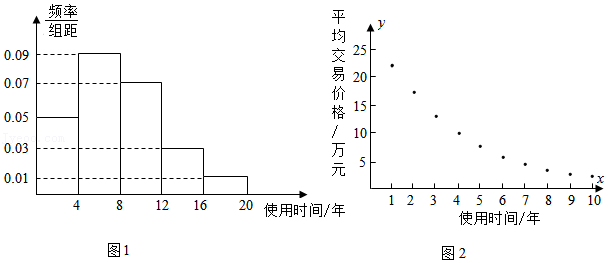 频率
组距
0.09
0.07
0.05
0.03
0.01
4 8 12 16 20 使用时间/年
图1
平均交易价格/万元
y
25
20
15
10
5
x
1 2 3 4 5 6 7 8 9 10
使用时间/年
图2